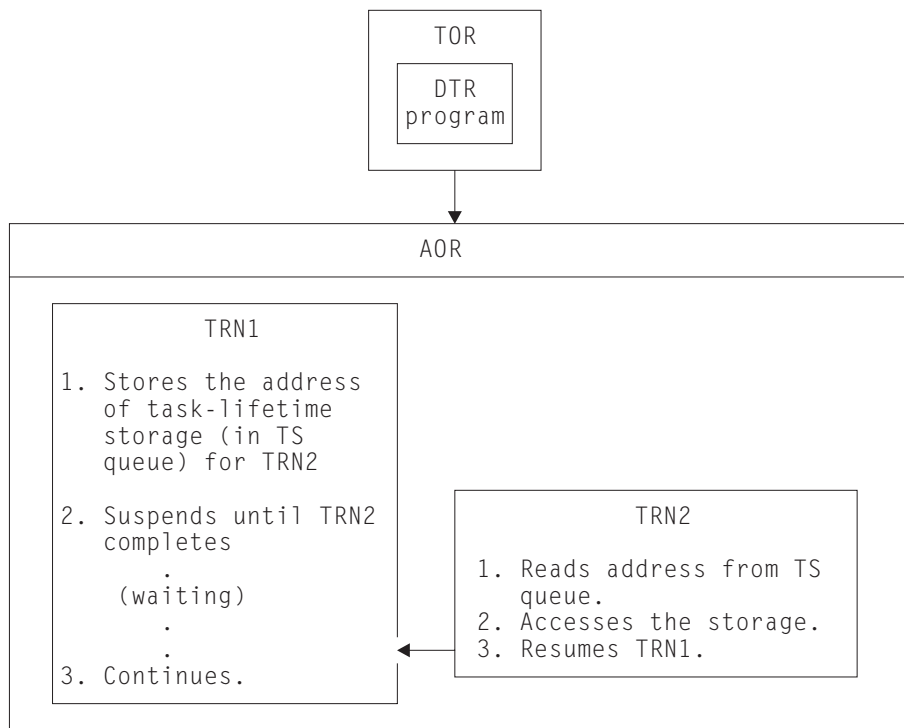 TOR
DTR
program
AOR
TRN1
1. Stores the address
of task-lifetime
storage (in TS
queue) for TRN2
2. Suspends until TRN2
completes
.
(waiting)
.
.
3. Continues.
TRN2
1. Reads address from TS
queue.
2. Accesses the storage.
3. Resumes TRN1.